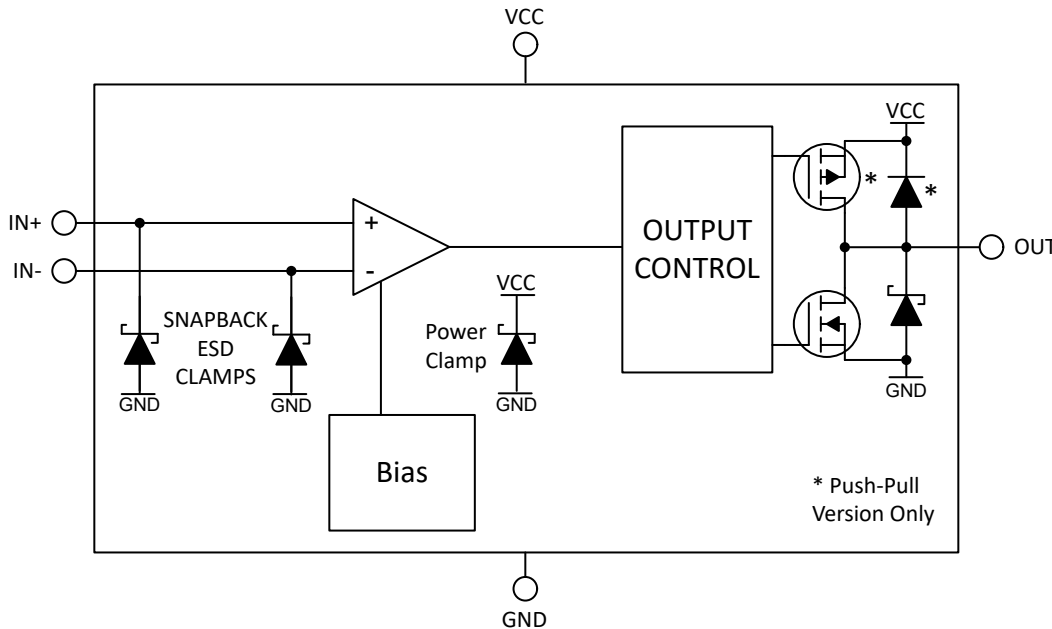 VCC
IN+
IN-
+
-
SNAPBACK
ESD
CLAMPS
GND
GND
Bias
VCC
Power
Clamp
GND
OUTPUT
CONTROL
VCC
*
*
OUT
GND
* Push-Pull
Version Only
GND